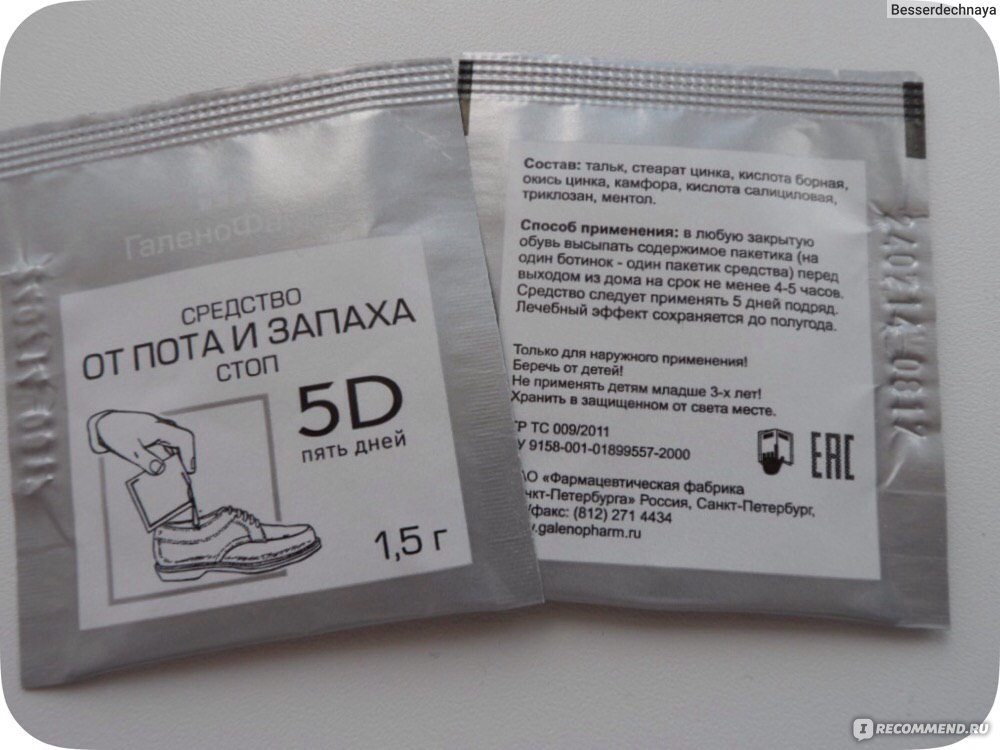 Besserdechnaya
СРЕДСТВО
ОТ ПОТА И ЗАПАХА
СТОП
5D
пять дней
1,5 г
Состав: тальк, стеарат цинка, кислота борная,
окись цинка, камфора, кислота салициловая,
триклозан, ментол.
Способ применения: в любую закрытую
обувь высыпать содержимое пакетика (на
один ботинок - один пакетик средства) перед
выходом из дома на срок не менее 4-5 часов.
Средство следует применять 5 дней подряд.
Лечебный эффект сохраняется до полугода.
Только для наружного применения!
Беречь от детей!
Не применять детям младше 3-х лет!
Хранить в защищенном от света месте.
ТР ТС 009/2011
9158-001-01899557-2000
EAC
«Фармацевтическая фабрика
Россия, Санкт-Петербург,
факс: (812) 271 4434
.galenopharm.ru
I RECOMMEND.RU